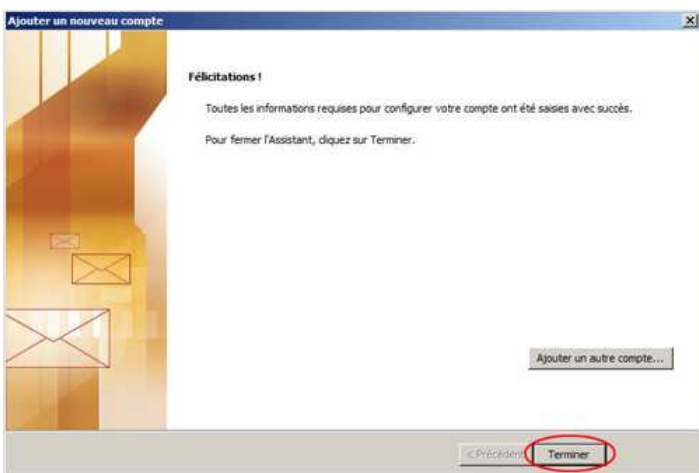 Ajouter un nouveau compte
Félicitations !
Toutes les informations requises pour configurer votre compte ont été saisies avec succès.
Pour fermer l'Assistant, cliquez sur Terminer.
Ajouter un autre compte...
< Précédent
Terminer